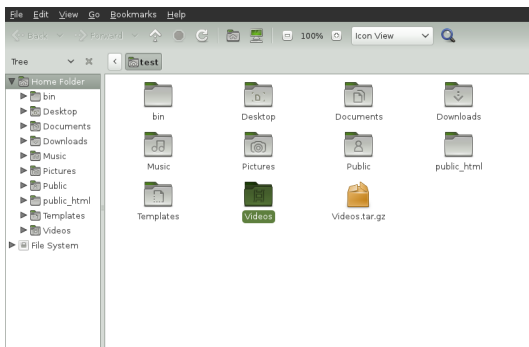 File Edit View Go Bookmarks Help
Back Forward 100% Icon View
Tree test
Home Folder
bin
Desktop
Documents
Downloads
Music
Pictures
Public
public_html
Templates
Videos
File System
bin Desktop Documents Downloads
Music Pictures Public public_html
Templates Videos Videos.tar.gz